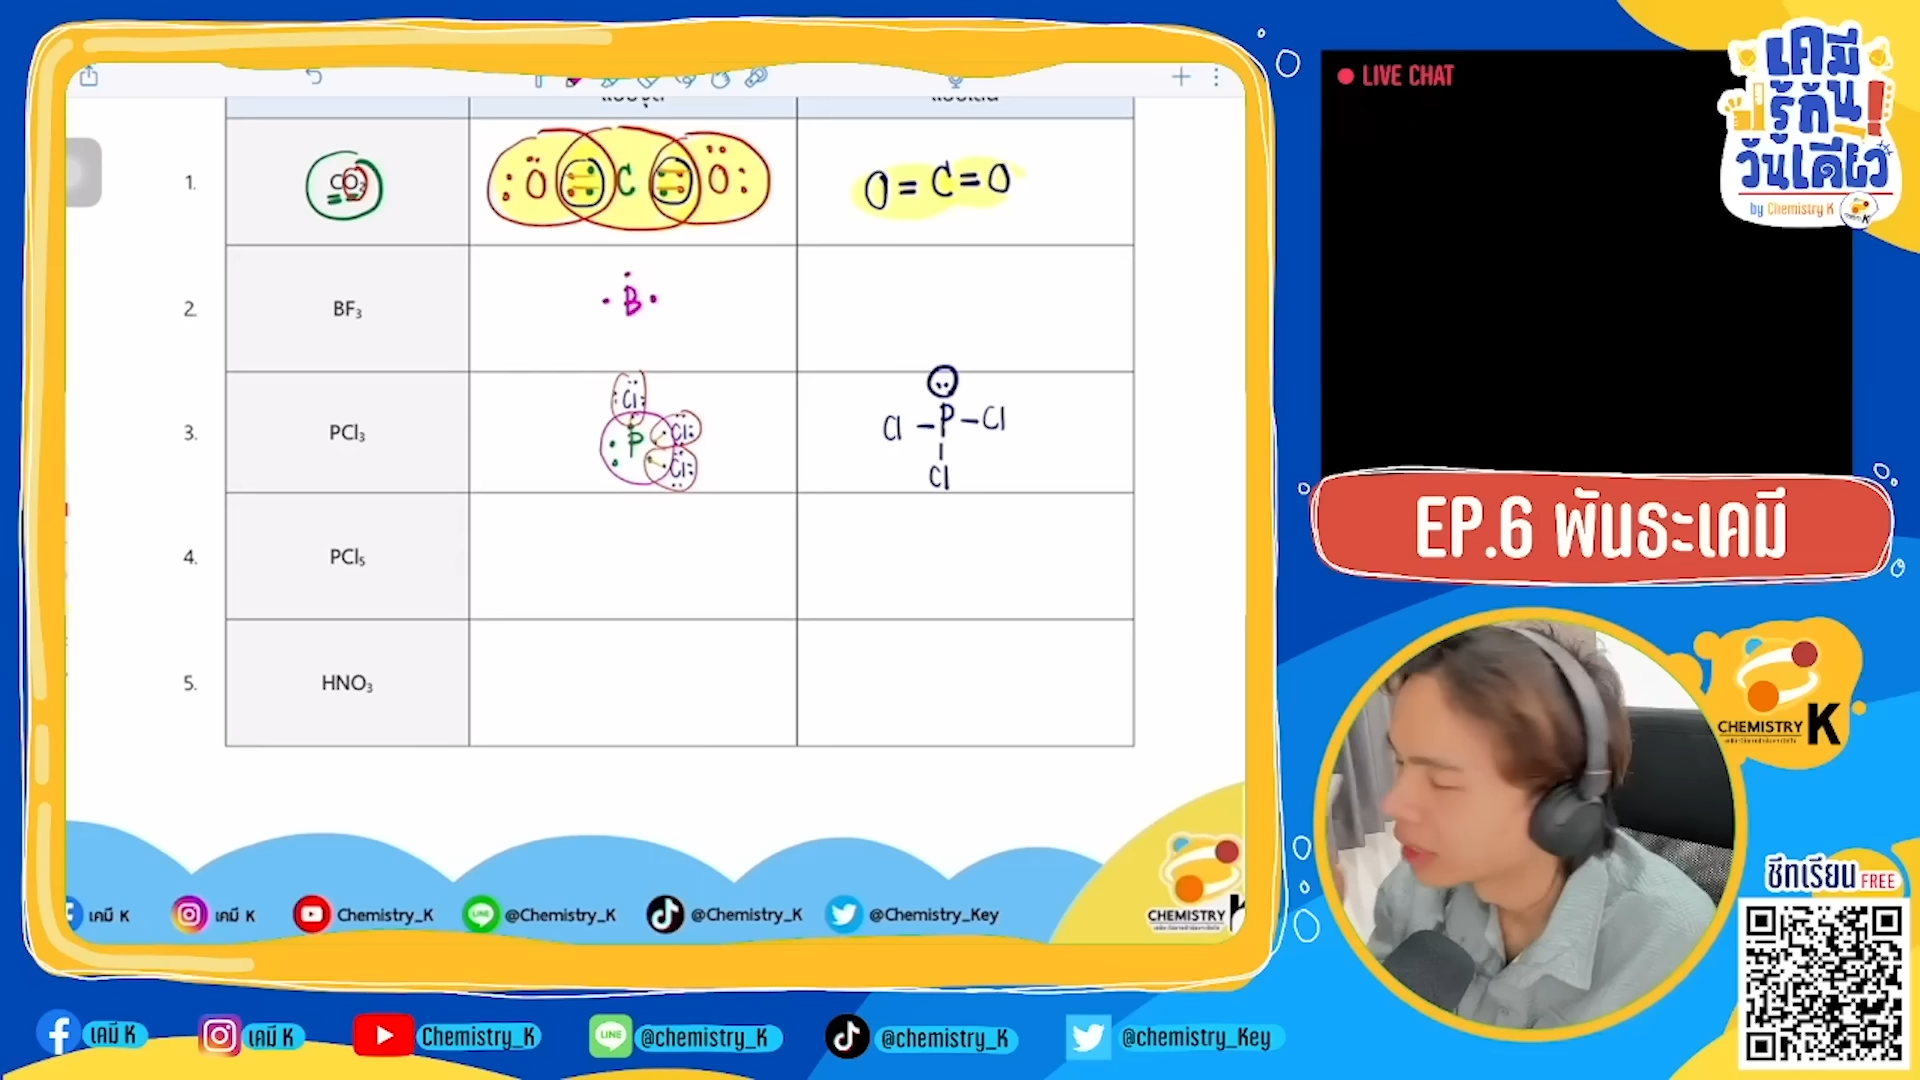 LIVE CHAT
เคมี
รู้กัน!
วันเดียว
by Chemistry K
1.
CO₂
O C O
O=C=O
2.
BF₃
B
3.
PCl₃
Cl
P Cl
Cl
Cl-P-Cl
Cl
4.
PCl₅
5.
HNO₃
EP.6 พันธะเคมี
CHEMISTRY K
ชีทเรียน FREE
เคมี K
เคมี K
Chemistry_K
@Chemistry_K
@Chemistry_K
@Chemistry_Key
CHEMISTRY K
เคมี K
เคมี K
Chemistry_K
@chemistry_K
@chemistry_K
@chemistry_Key